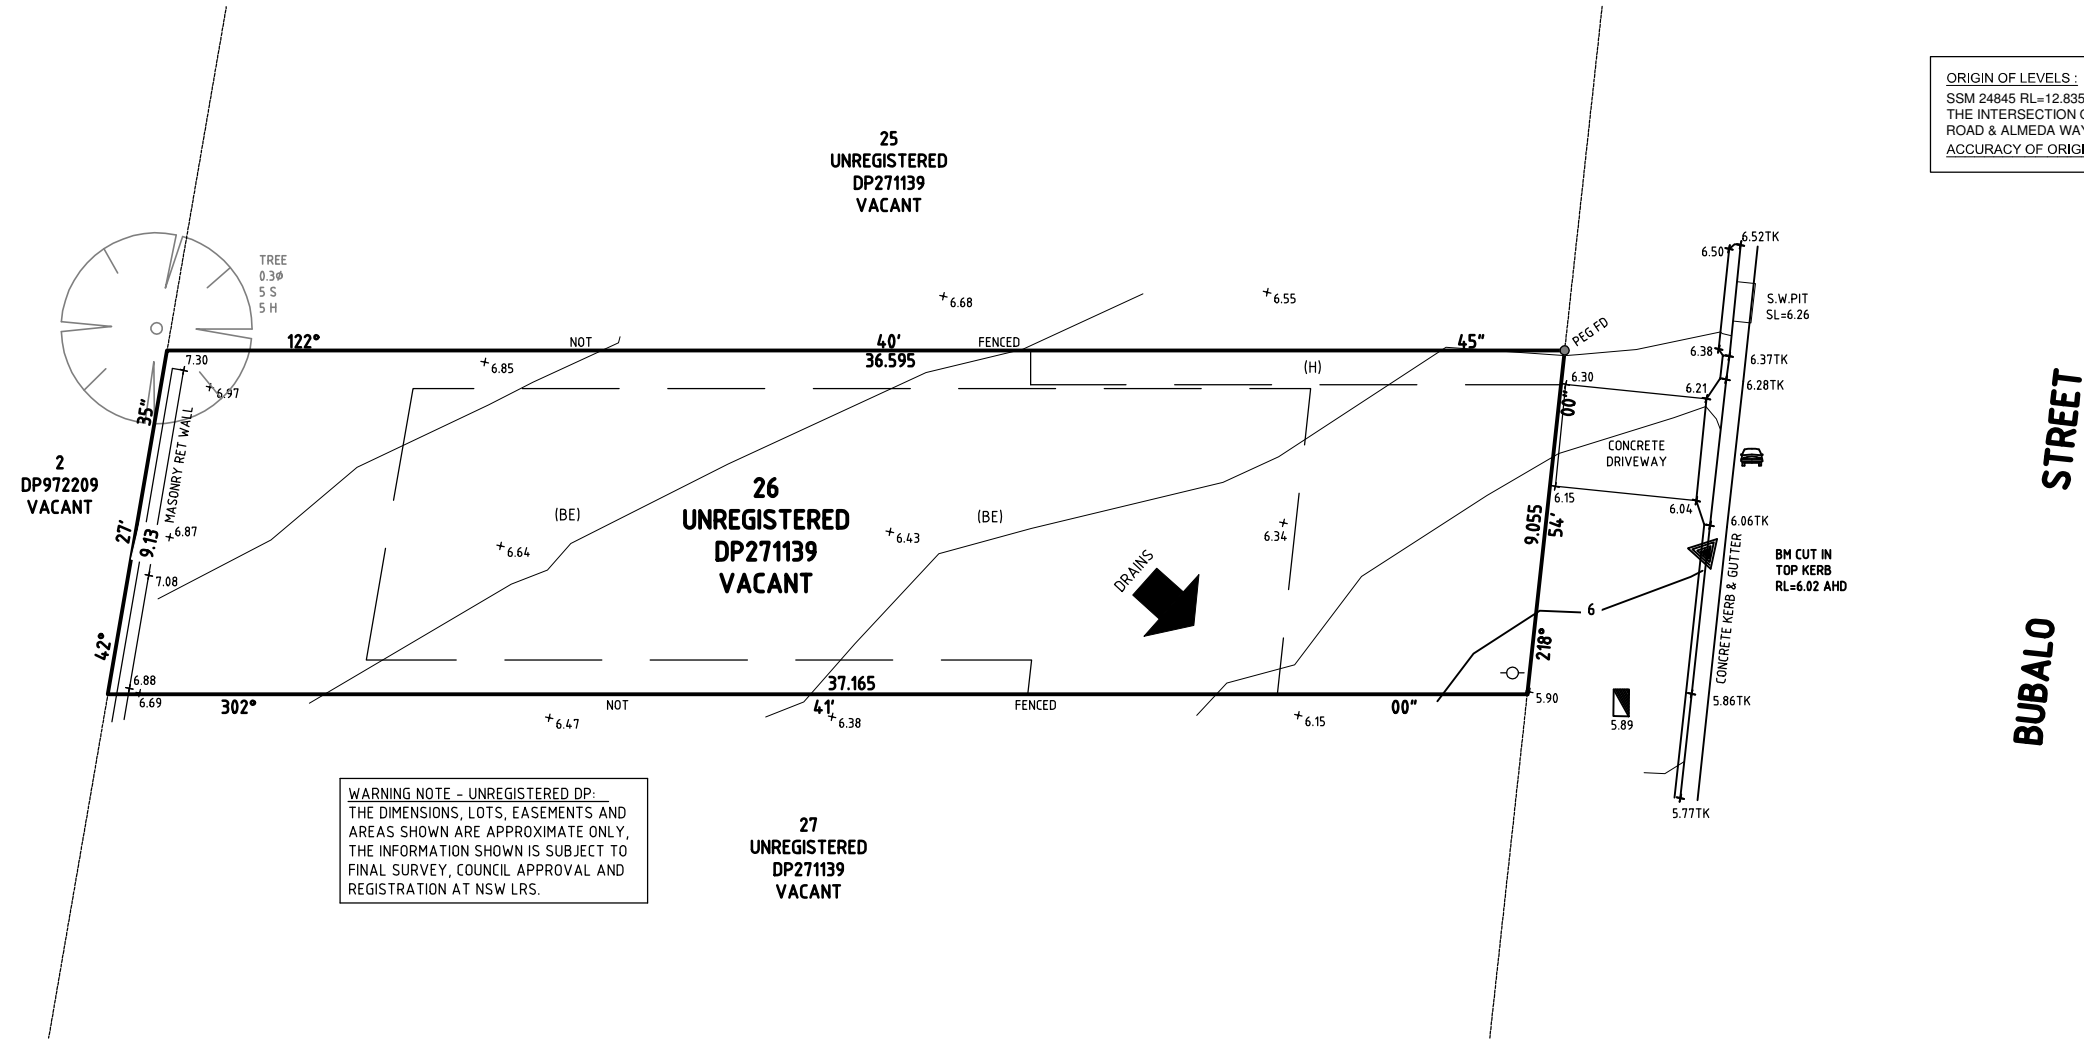 ORIGIN OF LEVELS :
SSM 24845 RL=12.835
THE INTERSECTION
ROAD & ALMEDA WAY
ACCURACY OF
25
UNREGISTERED
DP271139
VACANT
TREE
0.3ø
5 S
5 H
6.50
6.52TK
S.W.PIT
SL=6.26
6.68
6.55
PEG FD
122°
NOT
40'
FENCED
45"
36.595
(H)
7.30
6.97
6.85
6.38
6.37TK
6.28TK
6.30
6.21
00"
35"
MASONRY RET WALL
CONCRETE
DRIVEWAY
STREET
2
DP972209
VACANT
27'
9.13
6.87
7.08
(BE)
6.64
26
UNREGISTERED
DP271139
VACANT
6.43
(BE)
6.34
DRAINS
6.15
6.04
9.055
54'
6.06TK
BM CUT IN
TOP KERB
RL=6.02 AHD
CONCRETE KERB & GUTTER
6
218°
42°
BUBALO
6.88
6.69
302°
NOT
37.165
41'
FENCED
00"
5.90
5.86TK
5.89
6.47
6.38
6.15
5.77TK
WARNING NOTE - UNREGISTERED DP:
THE DIMENSIONS, LOTS, EASEMENTS AND
AREAS SHOWN ARE APPROXIMATE ONLY,
THE INFORMATION SHOWN IS SUBJECT TO
FINAL SURVEY, COUNCIL APPROVAL AND
REGISTRATION AT NSW LRS.
27
UNREGISTERED
DP271139
VACANT